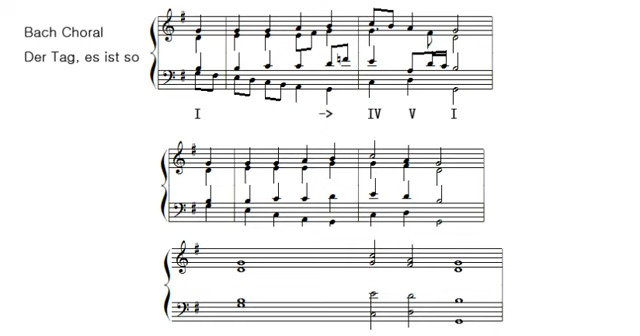 Bach Choral
Der Tag, es ist so
I -> IV V I